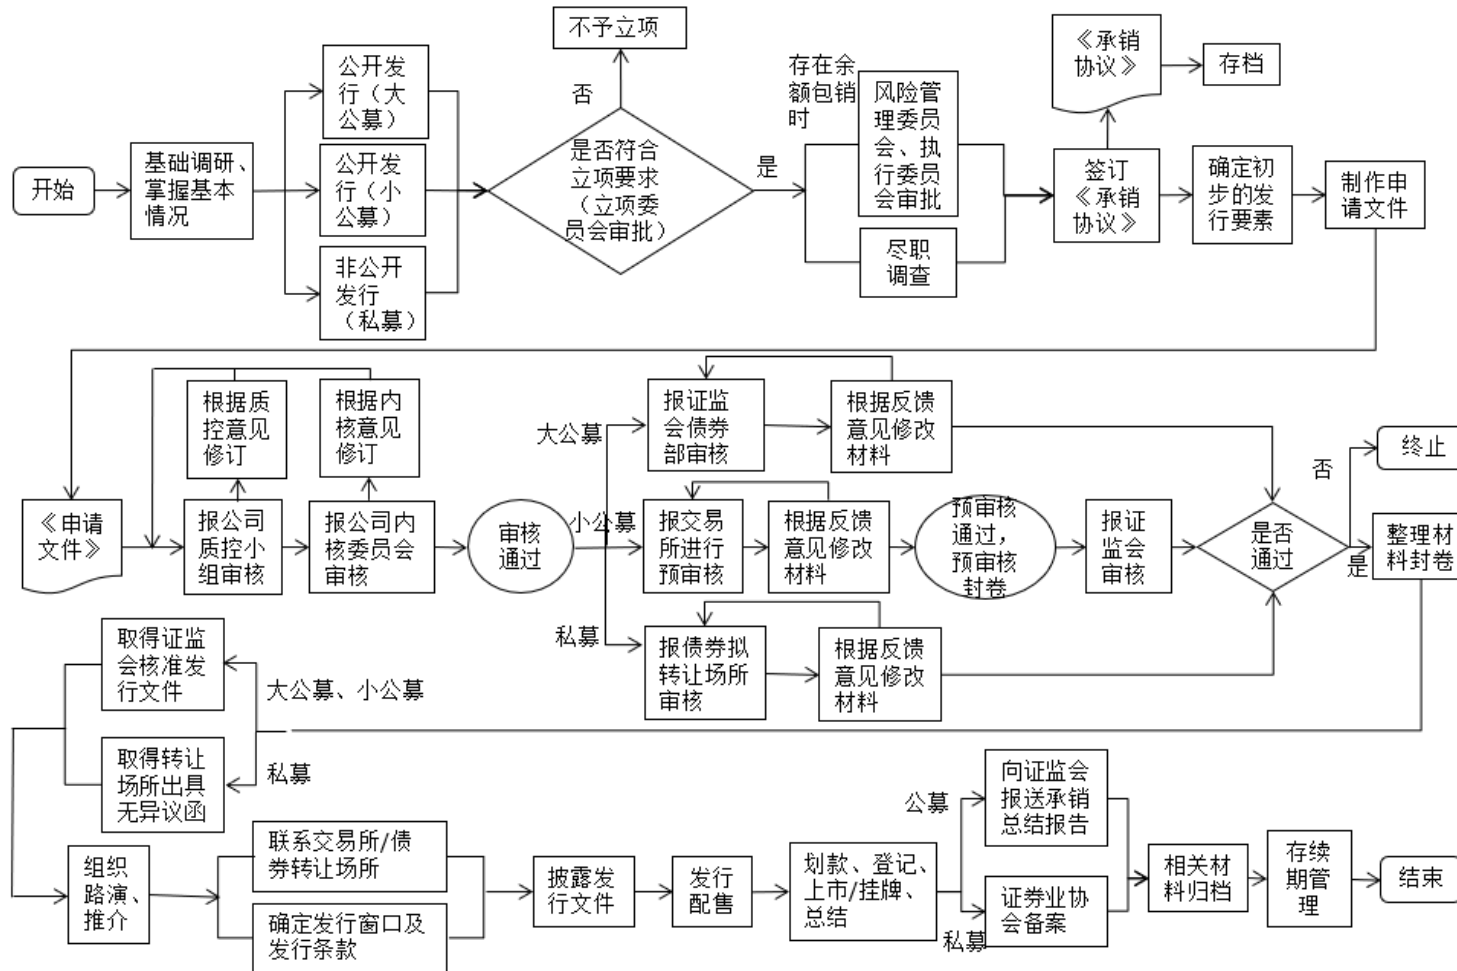 开始
基础调研、
掌握基本
情况
公开发
行（大
公募）
公开发
行（小
公募）
非公开
发行
（私募）
不予立项
否
是否符合
立项要求
（立项委
员会审批）
是
存在余
额包销
时
风险管
理委员
会、执
行委员
会审批
尽职
调查
《承销
协议》
存档
签订
《承销
协议》
确定初
步的发
行要素
制作申
请文件
《申请
文件》
根据质
控意见
修订
根据内
核意见
修订
报公司
质控小
组审核
报公司内
核委员会
审核
审核
通过
大公募
报证监
会债券
部审核
根据反馈
意见修改
材料
小公募
报交易
所进行
预审核
根据反馈
意见修改
材料
预审核
通过，
预审核
封卷
报证
监会
审核
私募
报债券拟
转让场所
审核
根据反馈
意见修改
材料
是否
通过
否
终止
是
整理材
料封卷
取得证监
会核准发
行文件
大公募、小公募
取得转让
场所出具
无异议函
私募
组织
路演、
推介
联系交易所/债
券转让场所
确定发行窗口及
发行条款
披露发
行文件
发行
配售
划款、登记、
上市/挂牌、
总结
公募
向证监会
报送承销
总结报告
私募
证券业协
会备案
相关材
料归档
存续
期管
理
结束